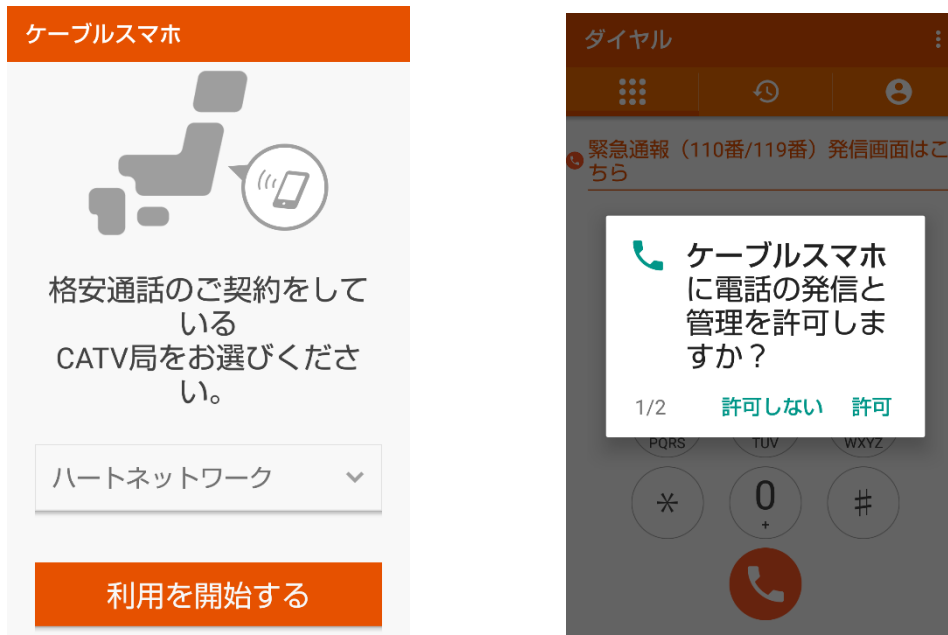 ケーブルスマホ
格安通話のご契約をして
いる
CATV局をお選びくださ
い。
ハートネットワーク
利用を開始する
ダイヤル
緊急通報（110番/119番）発信画面はこ
ちら
ケーブルスマホ
に電話の発信と
管理を許可しま
すか？
1/2 許可しない 許可
PQRS TUV WXYZ
* 0 #
+